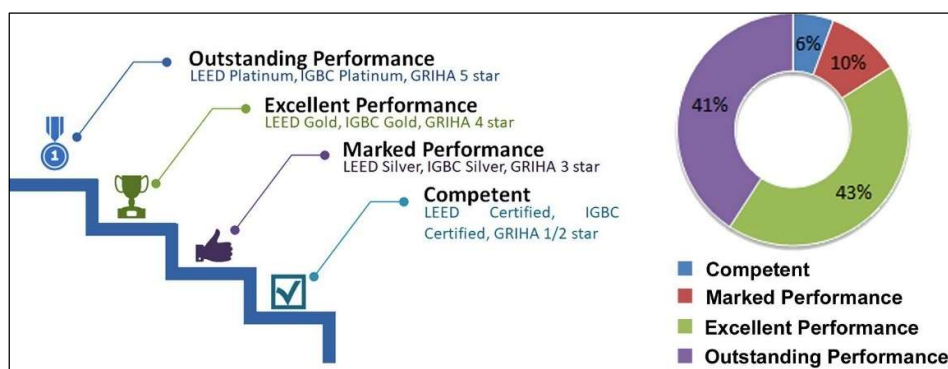 Outstanding Performance
LEED Platinum, IGBC Platinum, GRIHA 5 star
Excellent Performance
LEED Gold, IGBC Gold, GRIHA 4 star
Marked Performance
LEED Silver, IGBC Silver, GRIHA 3 star
Competent
LEED Certified, IGBC
Certified, GRIHA 1/2 star
1
6%
10%
41%
43%
Competent
Marked Performance
Excellent Performance
Outstanding Performance